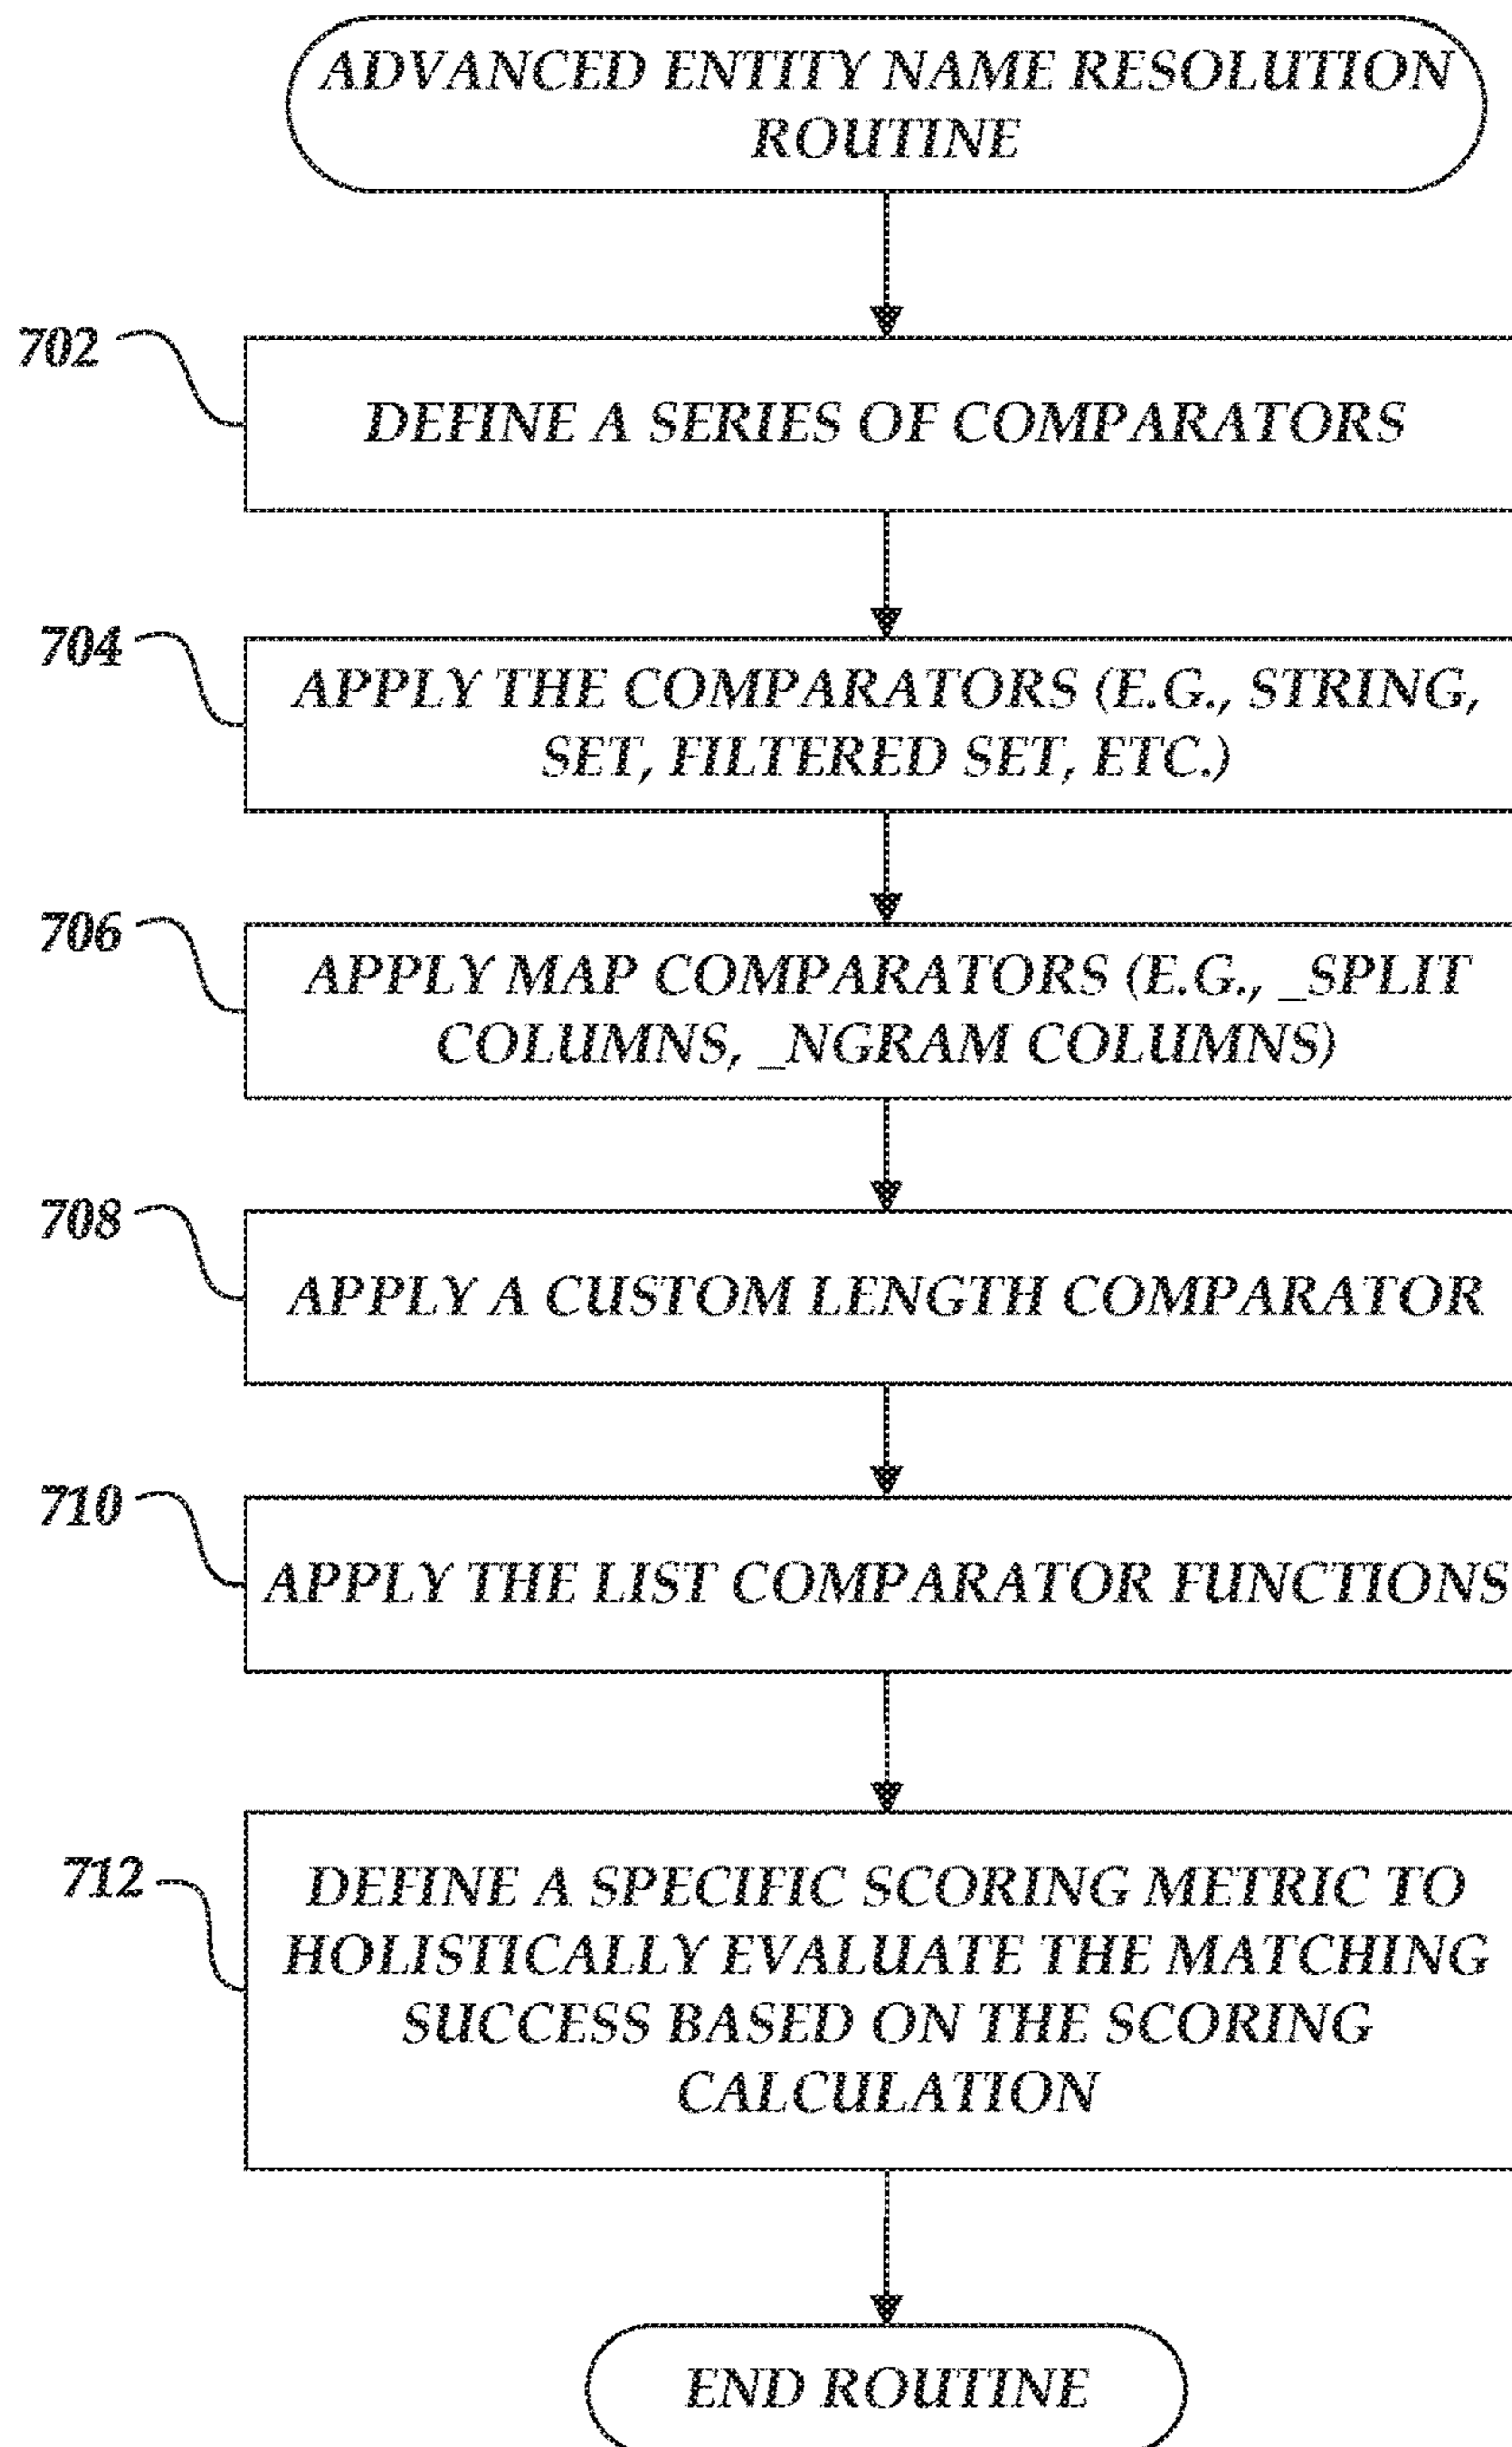 ADVANCED ENTITY NAME RESOLUTION
ROUTINE
702
DEFINE A SERIES OF COMPARATORS
704
APPLY THE COMPARATORS (E.G., STRING,
SET, FILTERED SET, ETC.)
706
APPLY MAP COMPARATORS (E.G., _SPLIT
COLUMNS, _NGRAM COLUMNS)
708
APPLY A CUSTOM LENGTH COMPARATOR
710
APPLY THE LIST COMPARATOR FUNCTIONS
712
DEFINE A SPECIFIC SCORING METRIC TO
HOLISTICALLY EVALUATE THE MATCHING
SUCCESS BASED ON THE SCORING
CALCULATION
END ROUTINE